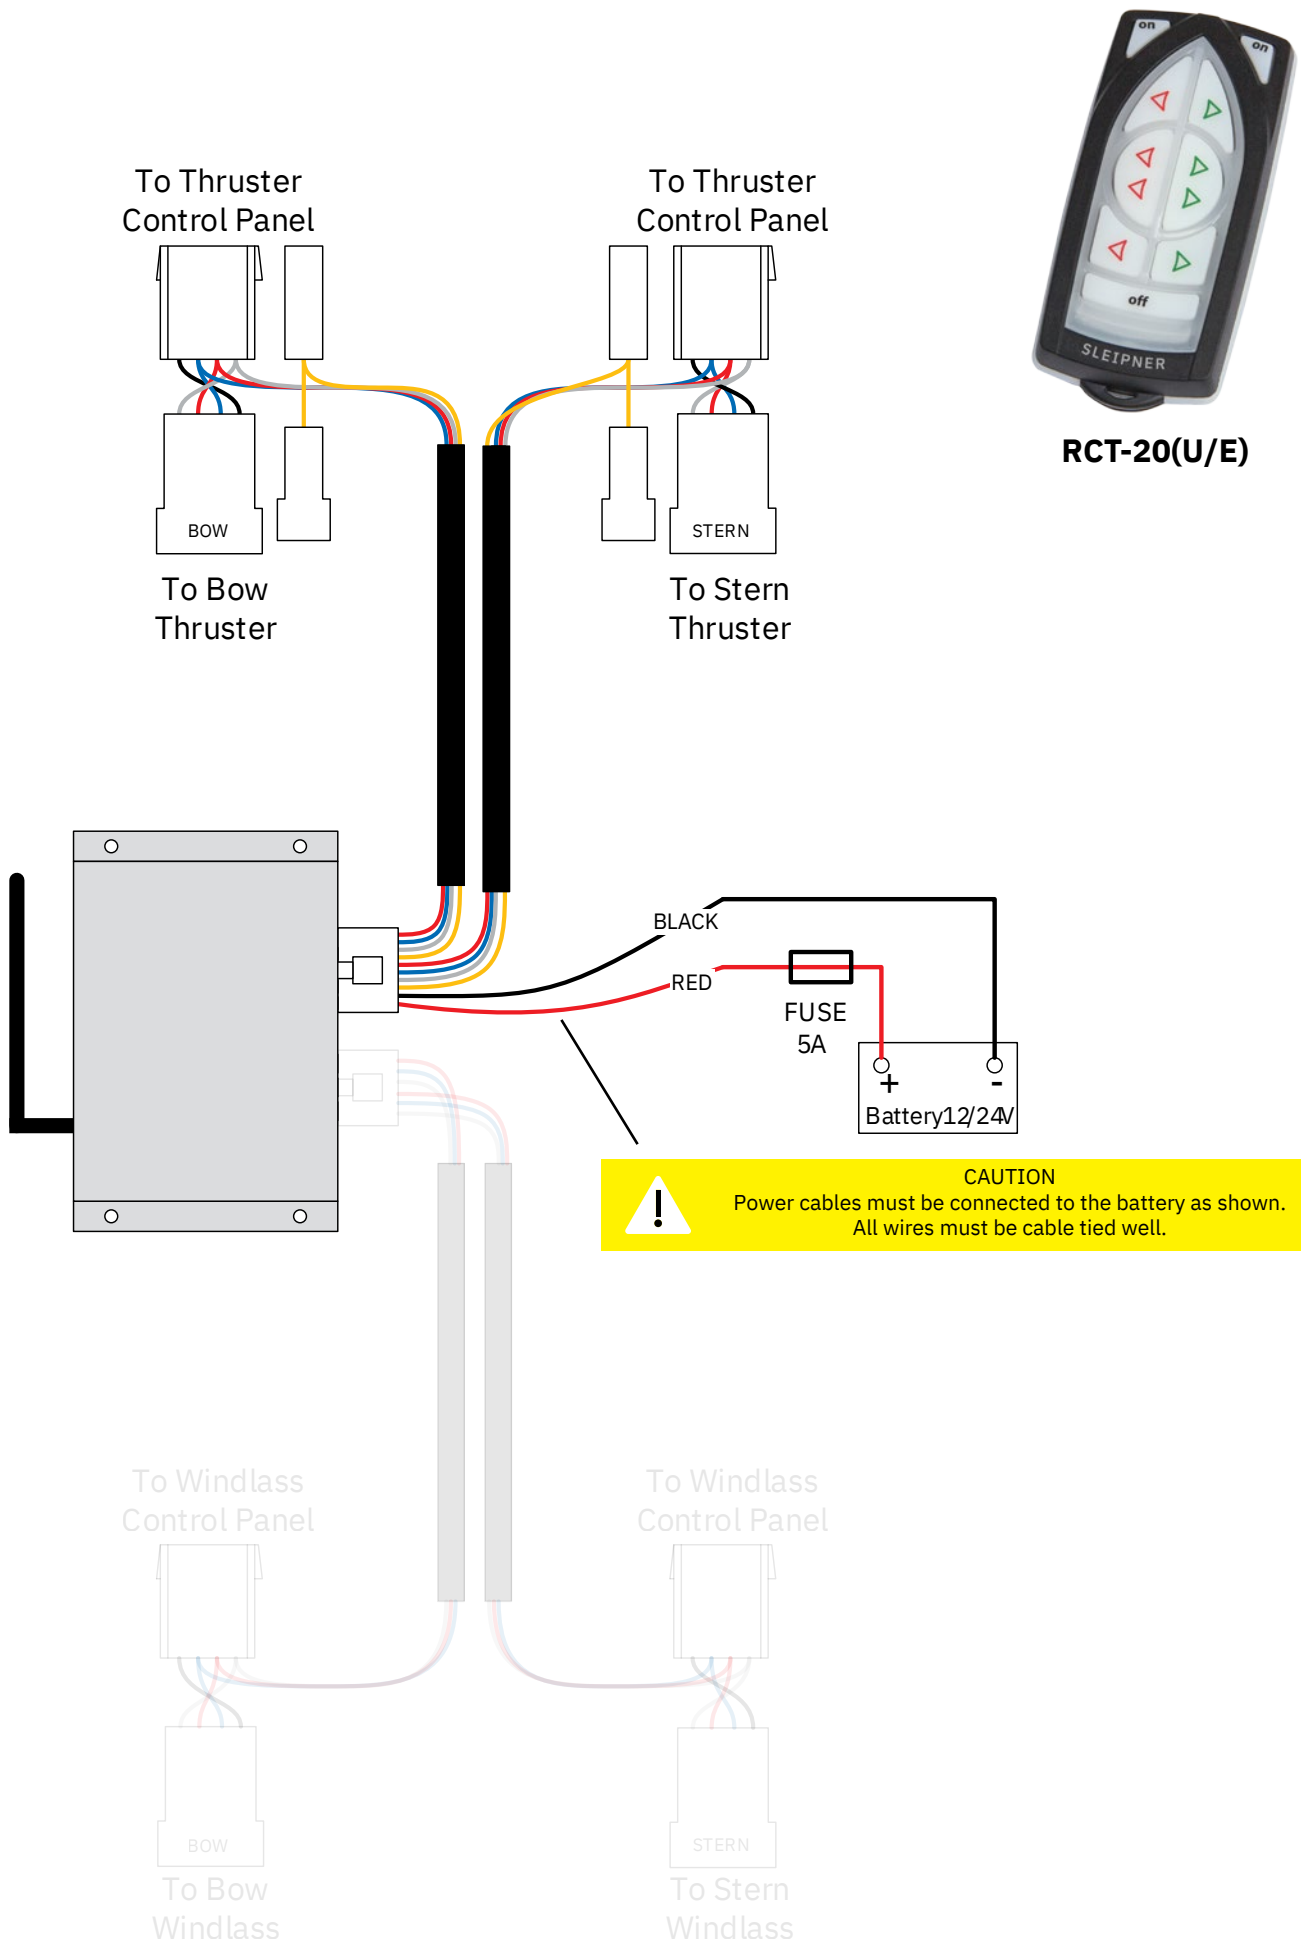 on
on
off
SLEIPNER
RCT-20(U/E)
To Thruster
Control Panel
To Thruster
Control Panel
BOW
STERN
To Bow
Thruster
To Stern
Thruster
BLACK
RED
FUSE
5A
+
-
Battery12/24V
CAUTION
Power cables must be connected to the battery as shown.
All wires must be cable tied well.
To Windlass
Control Panel
To Windlass
Control Panel
BOW
STERN
To Bow
Windlass
To Stern
Windlass